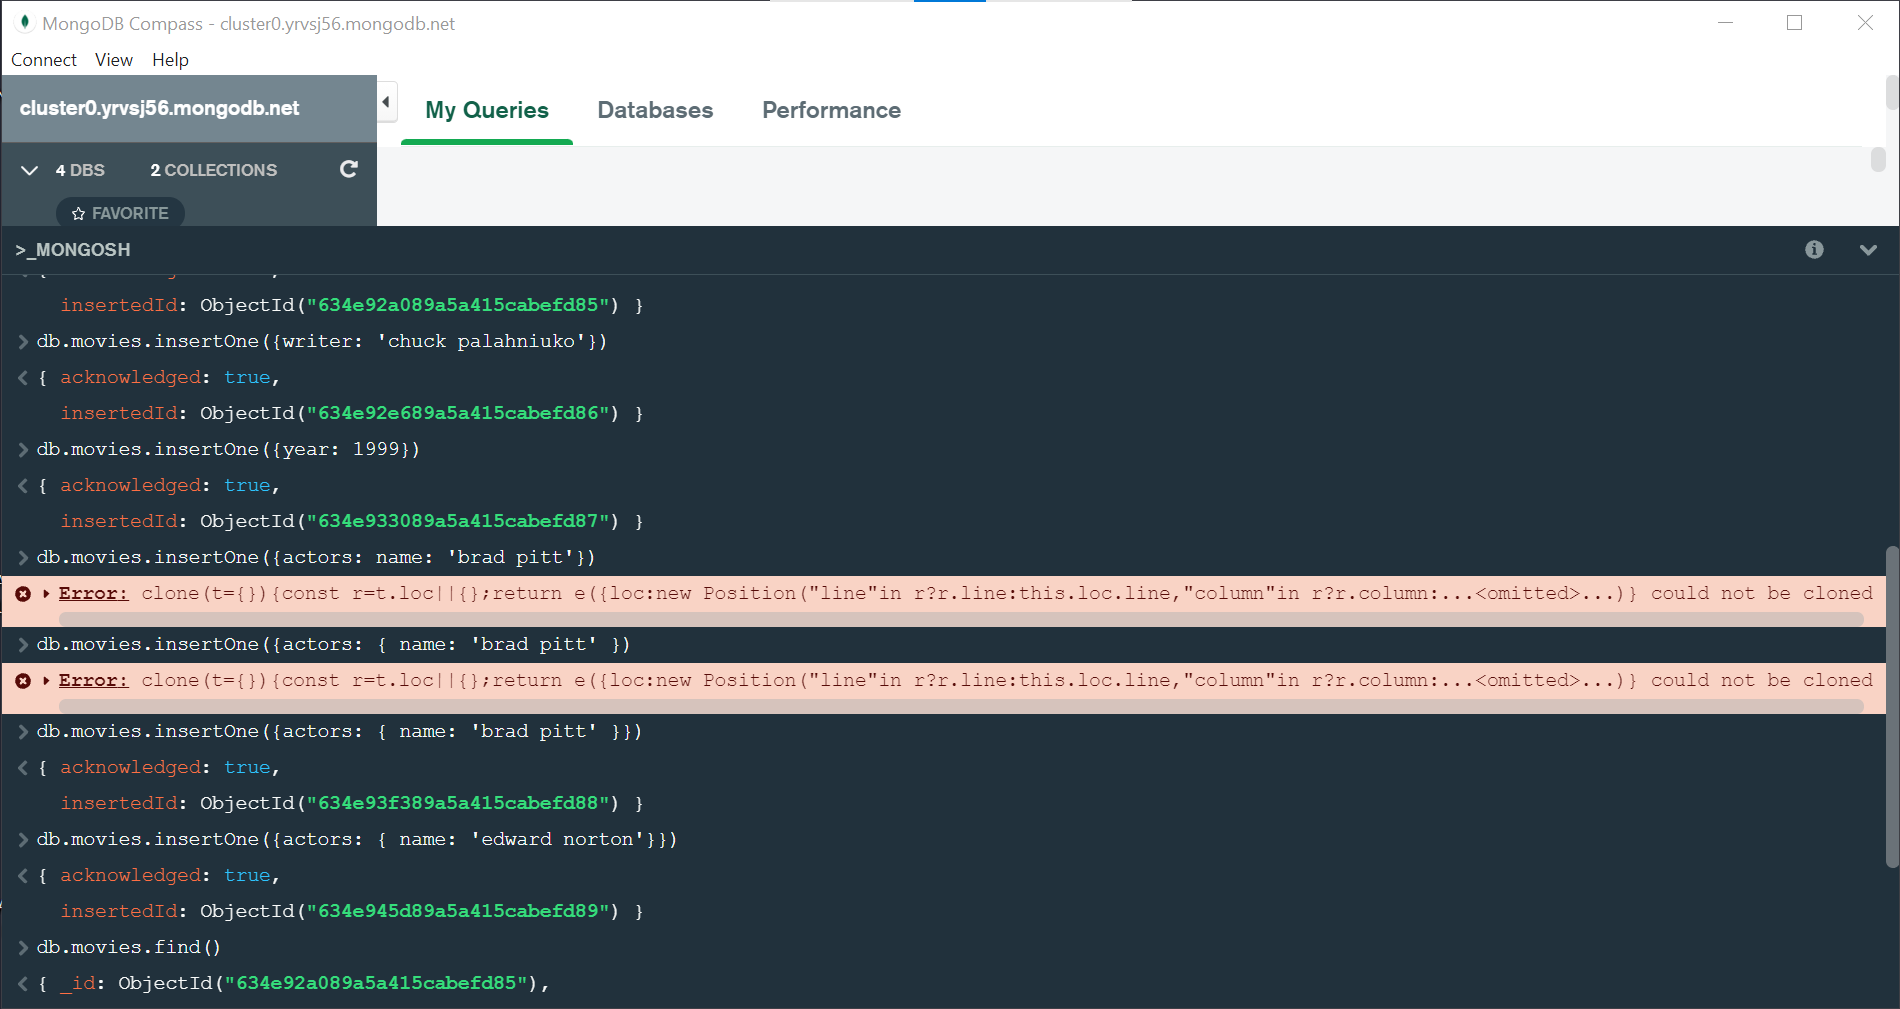 MongoDB Compass - cluster0.yrvsj56.mongodb.net
Connect View Help
cluster0.yrvsj56.mongodb.net
My Queries Databases Performance
4 DBS 2 COLLECTIONS
FAVORITE
>_MONGOSH
insertedId: ObjectId("634e92a089a5a415cabefd85") }
db.movies.insertOne({writer: 'chuck palahniuko'})
{ acknowledged: true,
insertedId: ObjectId("634e92e689a5a415cabefd86") }
db.movies.insertOne({year: 1999})
{ acknowledged: true,
insertedId: ObjectId("634e933089a5a415cabefd87") }
db.movies.insertOne({actors: name: 'brad pitt'})
Error: clone(t={}){const r=t.loc||{};return e({loc:new Position("line"in r?r.line:this.loc.line,"column"in r?r.column:...<omitted>...)} could not be cloned
db.movies.insertOne({actors: { name: 'brad pitt' })
Error: clone(t={}){const r=t.loc||{};return e({loc:new Position("line"in r?r.line:this.loc.line,"column"in r?r.column:...<omitted>...)} could not be cloned
db.movies.insertOne({actors: { name: 'brad pitt' }})
{ acknowledged: true,
insertedId: ObjectId("634e93f389a5a415cabefd88") }
db.movies.insertOne({actors: { name: 'edward norton'}})
{ acknowledged: true,
insertedId: ObjectId("634e945d89a5a415cabefd89") }
db.movies.find()
{ _id: ObjectId("634e92a089a5a415cabefd85"),